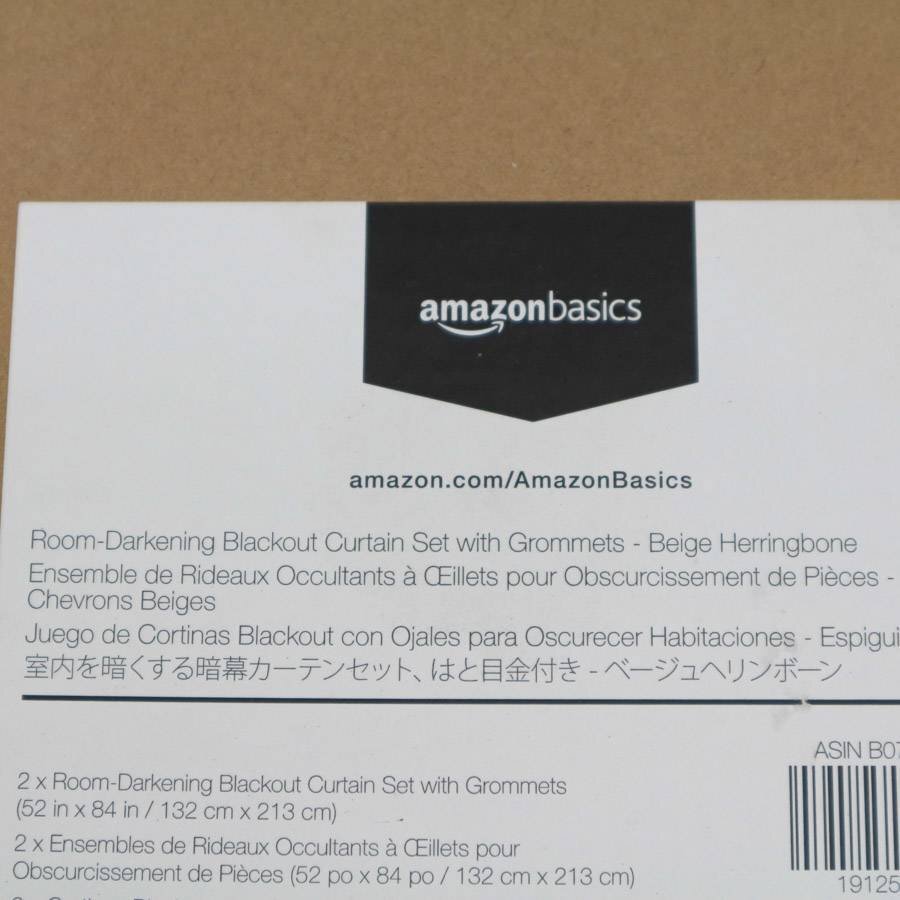 amazonbasics
amazon.com/AmazonBasics
Room-Darkening Blackout Curtain Set with Grommets - Beige Herringbone
Ensemble de Rideaux Occultants à Œillets pour Obscurcissement de Pièces -
Chevrons Beiges
Juego de Cortinas Blackout con Ojales para Oscurecer Habitaciones - Espigui
室内を暗くする暗幕カーテンセット、はと目金付き - ベージュヘリンボーン
ASIN B07
2 x Room-Darkening Blackout Curtain Set with Grommets
(52 in x 84 in / 132 cm x 213 cm)
2 x Ensembles de Rideaux Occultants à Œillets pour
Obscurcissement de Pièces (52 po x 84 po / 132 cm x 213 cm)
19125